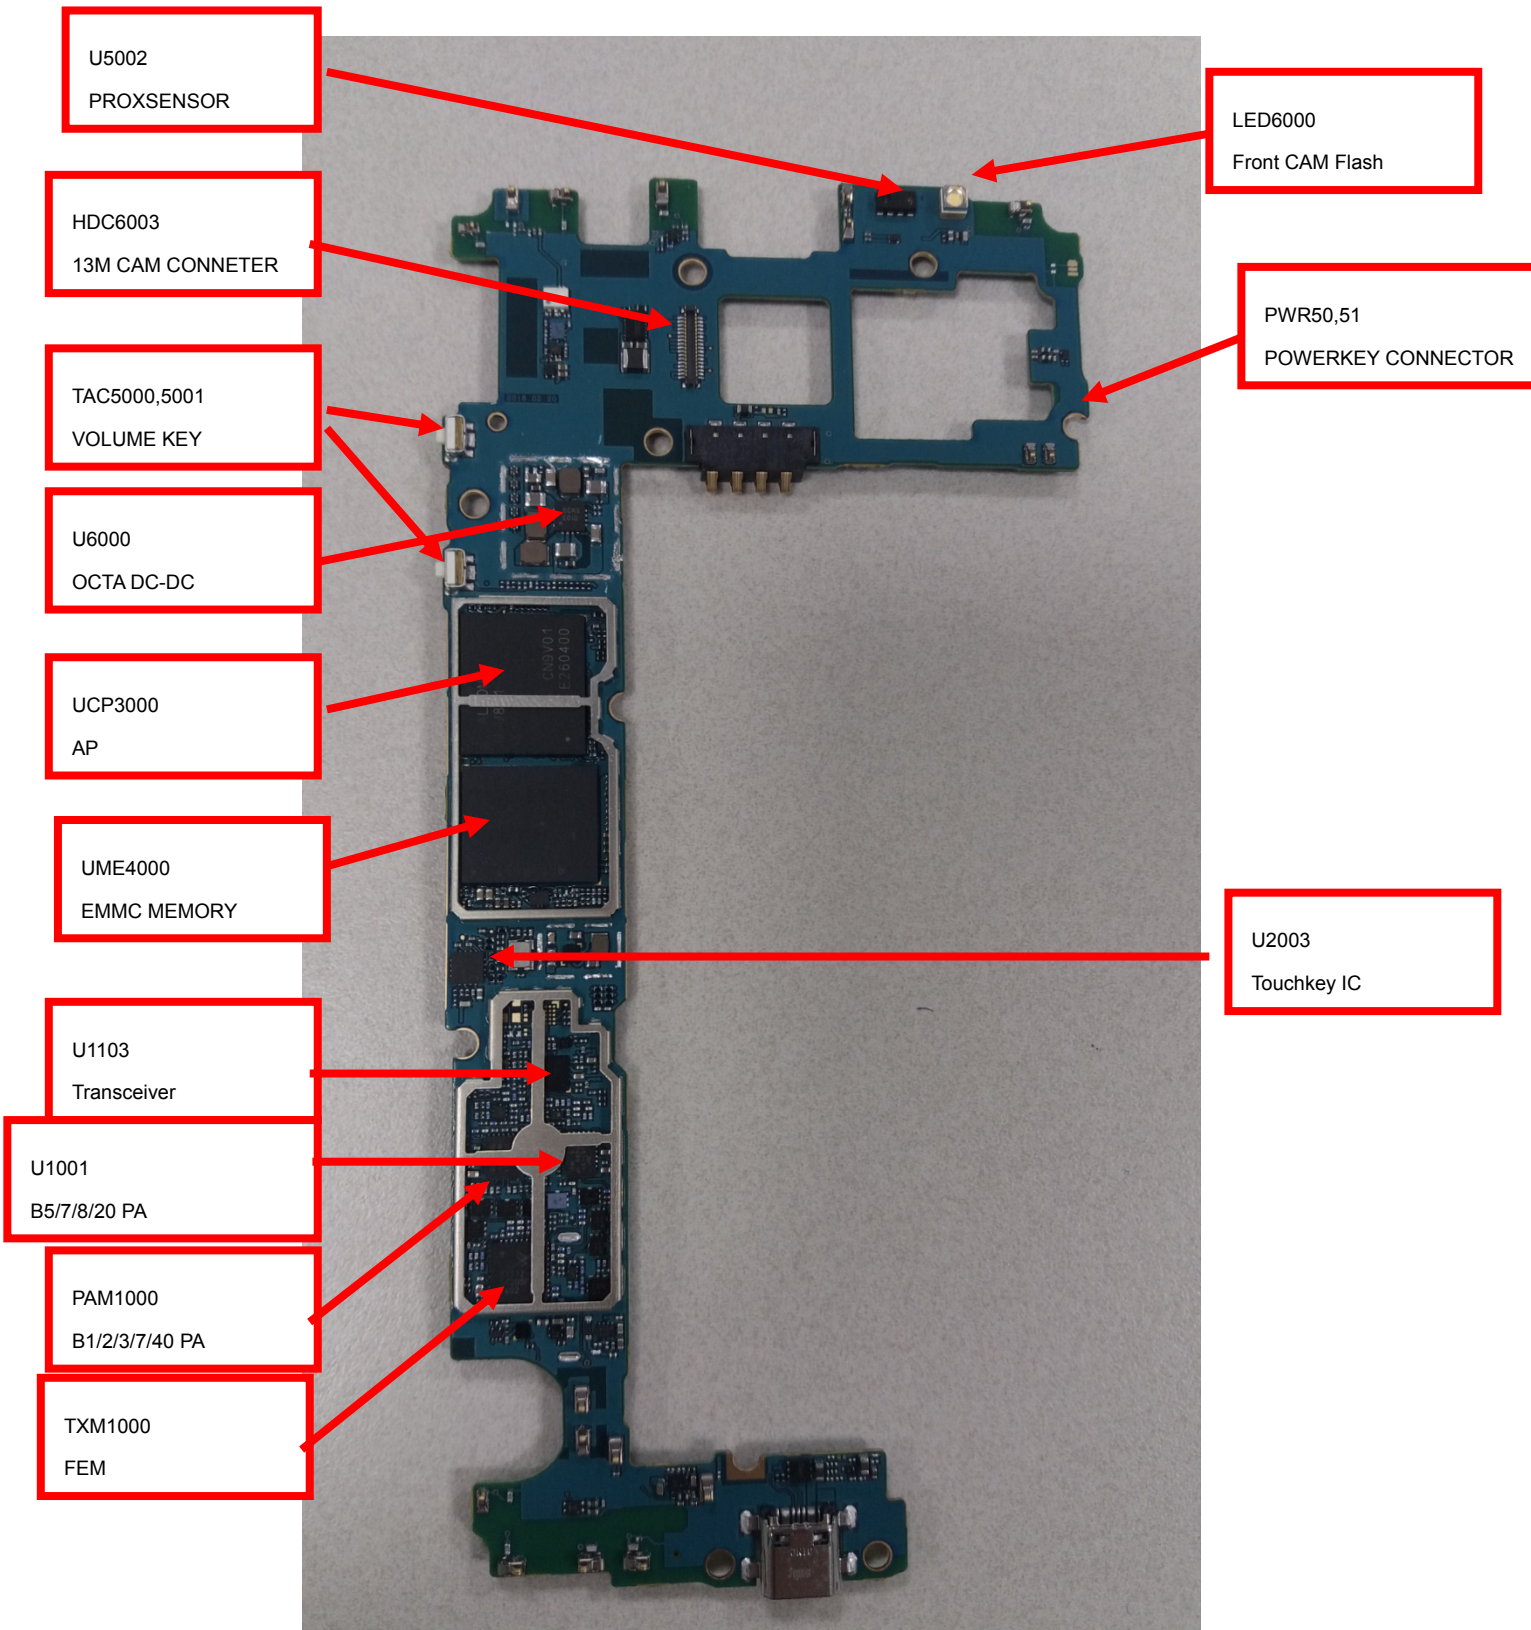 U5002
PROXSENSOR
LED6000
Front CAM Flash
HDC6003
13M CAM CONNETER
PWR50,51
POWERKEY CONNECTOR
TAC5000,5001
VOLUME KEY
U6000
OCTA DC-DC
UCP3000
AP
CN9V01
E260400
UME4000
EMMC MEMORY
U2003
Touchkey IC
U1103
Transceiver
U1001
B5/7/8/20 PA
PAM1000
B1/2/3/7/40 PA
TXM1000
FEM